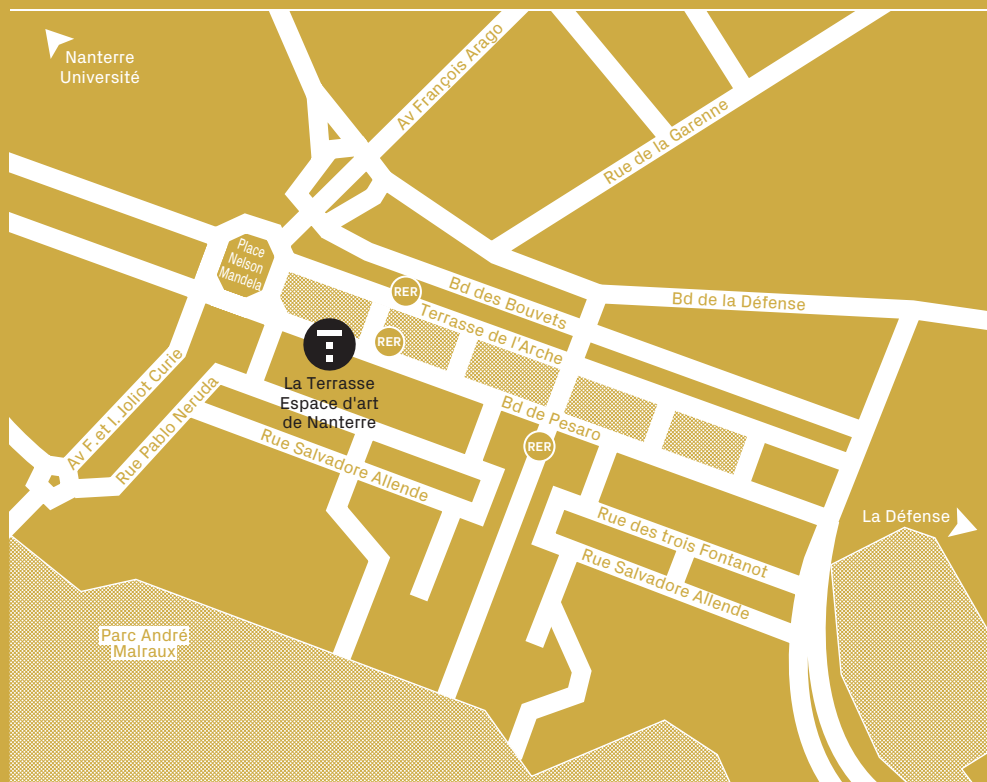 Nanterre
Université
Av François Arago
Rue de la Garenne
Place
Nelson
Mandela
RER
Bd des Bouvets
Bd de la Défense
Terrasse de l'Arche
RER
La Terrasse
Espace d'art
de Nanterre
Av F. et I. Joliot Curie
Rue Pablo Neruda
Bd de Pesaro
Rue Salvadore Allende
RER
La Défense
Rue des trois Fontanot
Rue Salvadore Allende
Parc André
Malraux